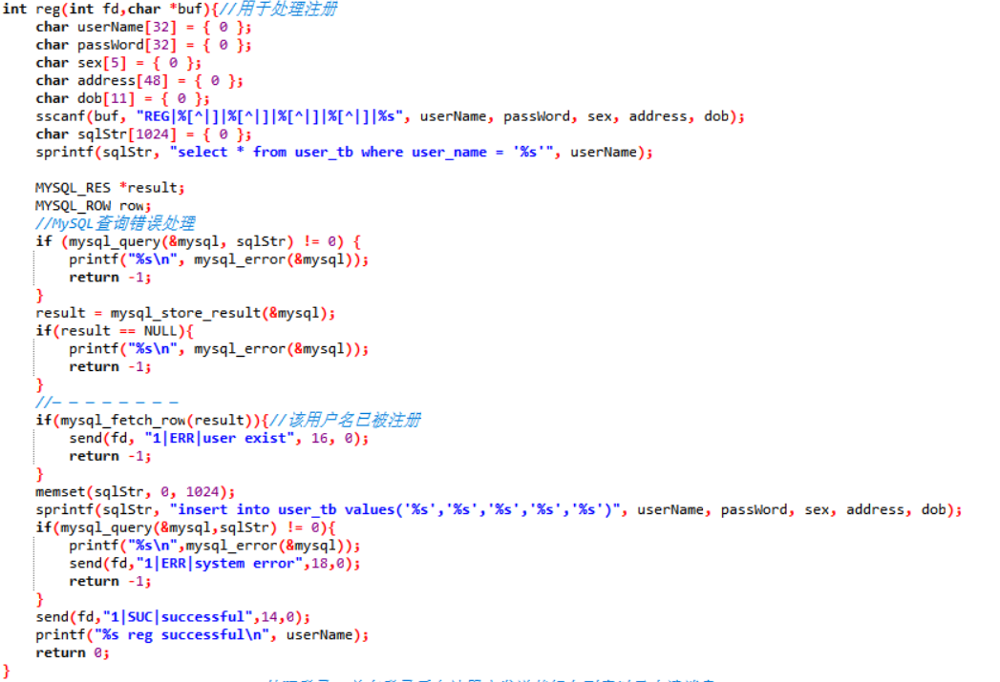 int reg(int fd,char *buf){//用于处理注册
char userName[32] = { 0 };
char passWord[32] = { 0 };
char sex[5] = { 0 };
char address[48] = { 0 };
char dob[11] = { 0 };
sscanf(buf, "REG|%[^|]|%[^|]|%[^|]|%[^|]|%s", userName, passWord, sex, address, dob);
char sqlStr[1024] = { 0 };
sprintf(sqlStr, "select * from user_tb where user_name = '%s'", userName);
MYSQL_RES *result;
MYSQL_ROW row;
//MySQL查询错误处理
if (mysql_query(&mysql, sqlStr) != 0) {
printf("%s\n", mysql_error(&mysql));
return -1;
}
result = mysql_store_result(&mysql);
if(result == NULL){
printf("%s\n", mysql_error(&mysql));
return -1;
}
//— — — — — — — —
if(mysql_fetch_row(result)){//该用户名已被注册
send(fd, "1|ERR|user exist", 16, 0);
return -1;
}
memset(sqlStr, 0, 1024);
sprintf(sqlStr, "insert into user_tb values('%s','%s','%s','%s','%s')", userName, passWord, sex, address, dob);
if(mysql_query(&mysql,sqlStr) != 0){
printf("%s\n",mysql_error(&mysql));
send(fd,"1|ERR|system error",18,0);
return -1;
}
send(fd,"1|SUC|successful",14,0);
printf("%s reg successful\n", userName);
return 0;
}